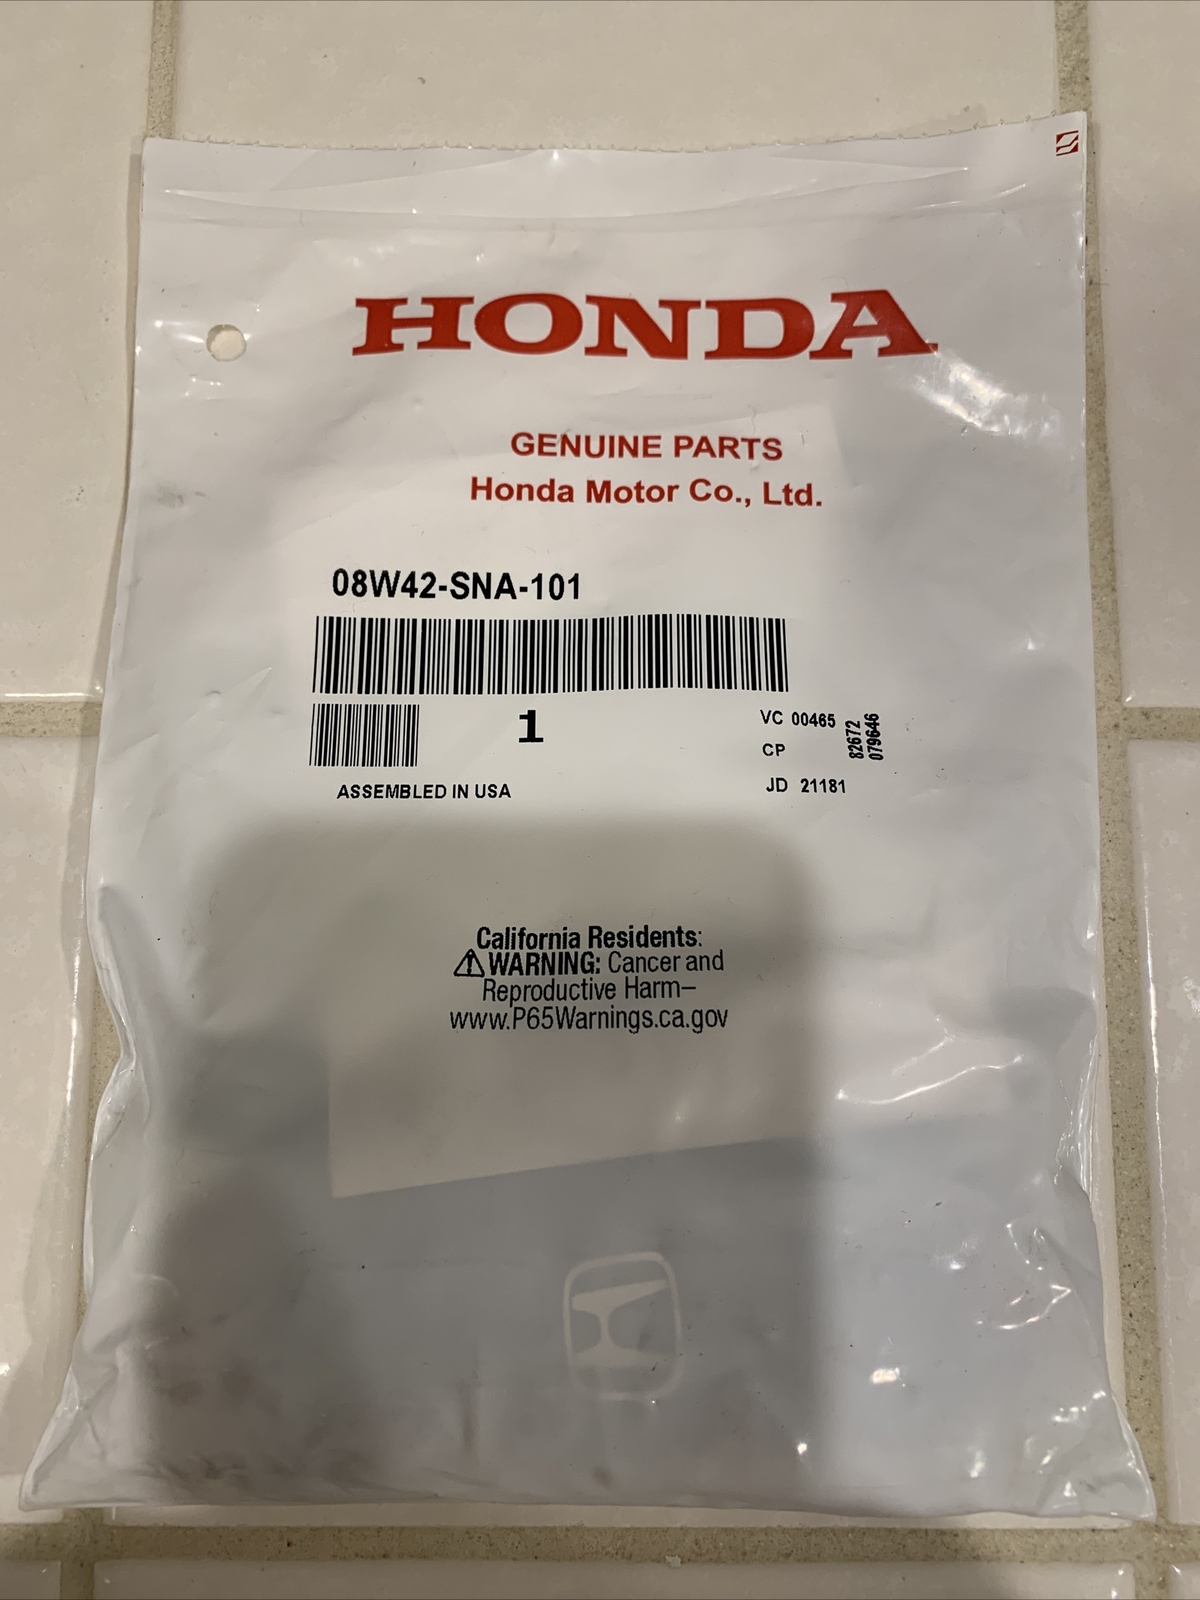 HONDA
GENUINE PARTS
Honda Motor Co., Ltd.
08W42-SNA-101
1
VC 00465
CP
JD 21181
82672
079646
ASSEMBLED IN USA
California Residents:
⚠WARNING: Cancer and
Reproductive Harm–
www.P65Warnings.ca.gov